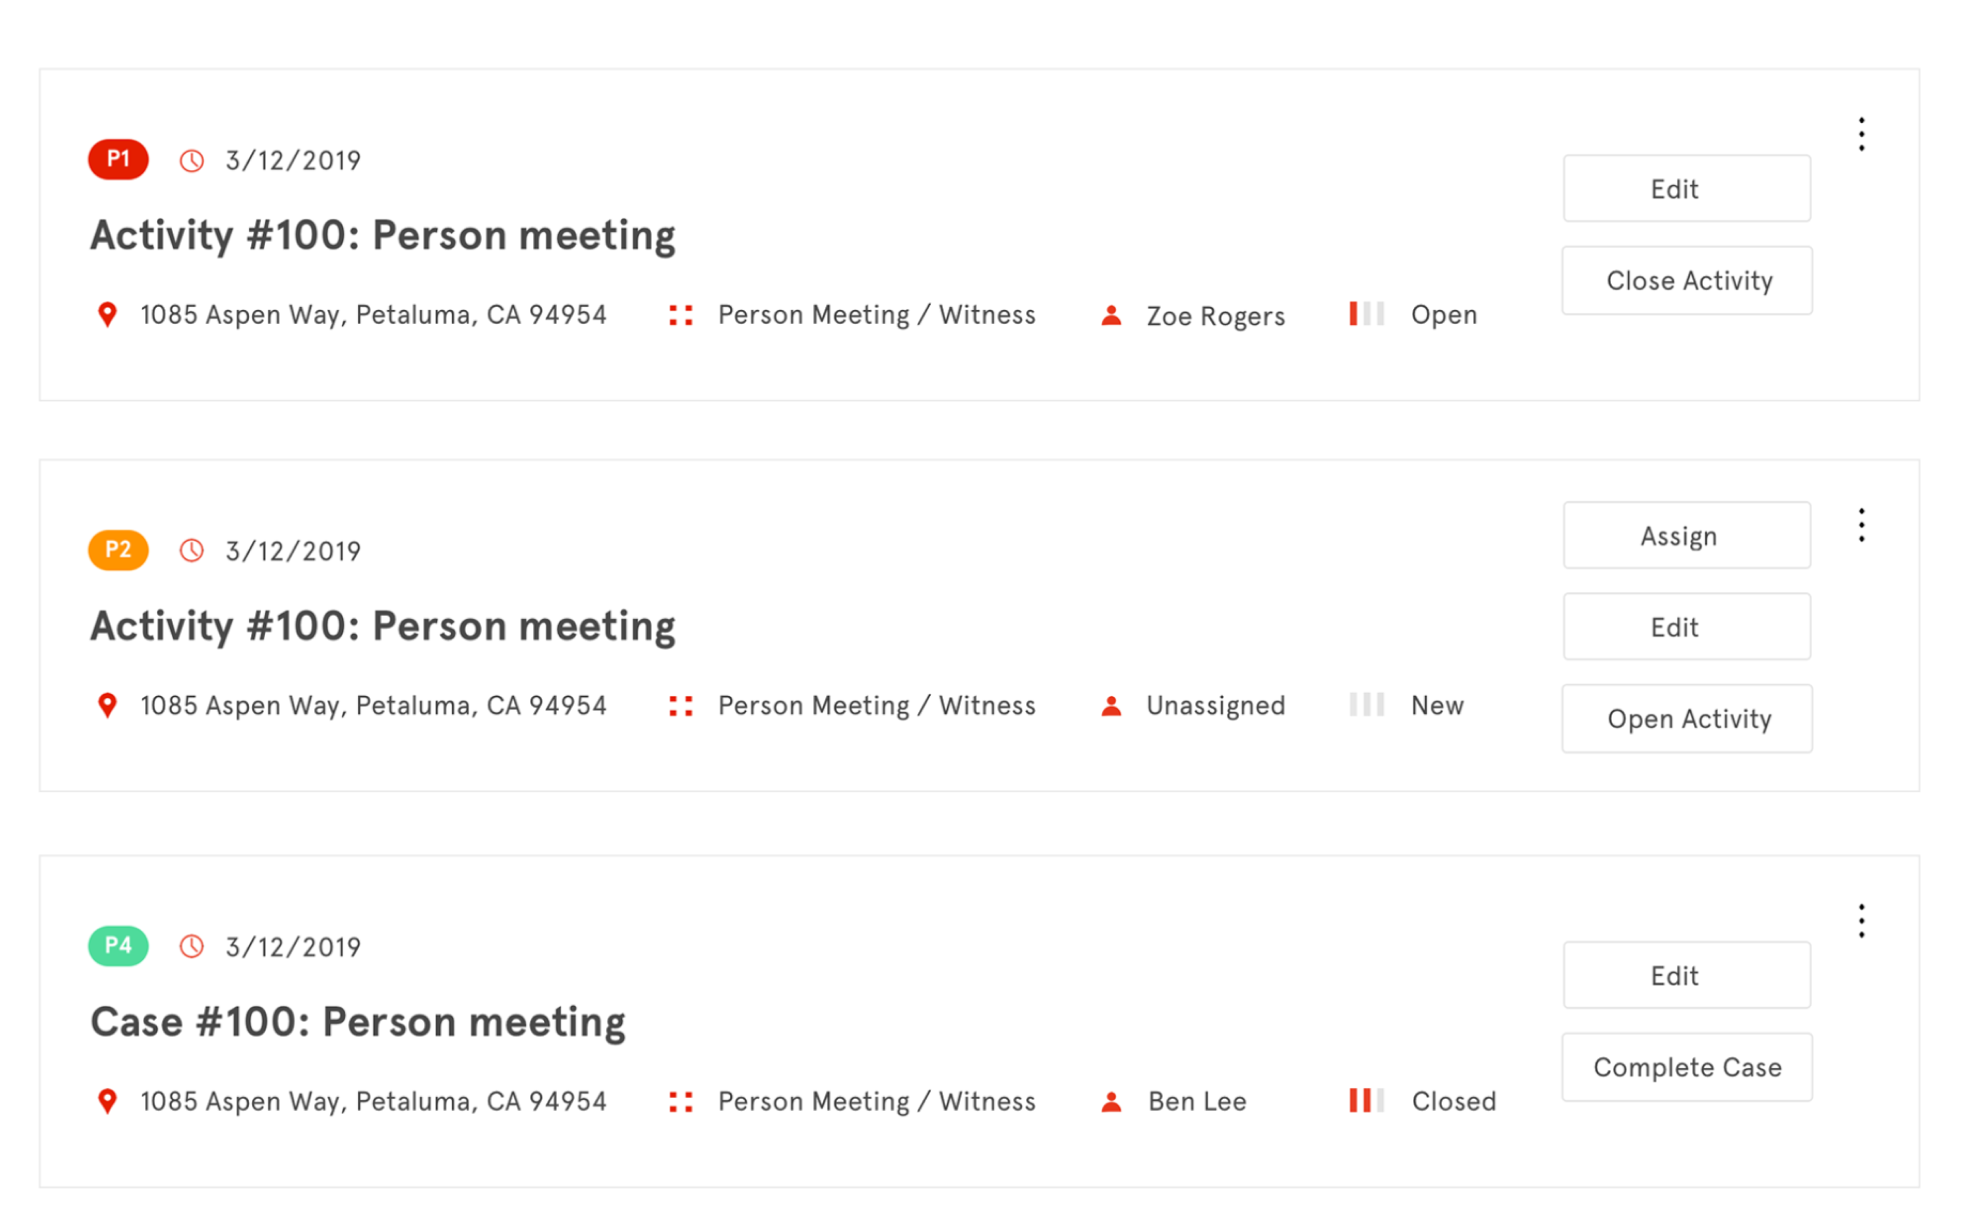 P1 3/12/2019
Edit
Activity #100: Person meeting
Close Activity
1085 Aspen Way, Petaluma, CA 94954 Person Meeting / Witness Zoe Rogers Open
Assign
P2 3/12/2019
Activity #100: Person meeting
Edit
1085 Aspen Way, Petaluma, CA 94954 Person Meeting / Witness Unassigned New
Open Activity
P4 3/12/2019
Edit
Case #100: Person meeting
Complete Case
1085 Aspen Way, Petaluma, CA 94954 Person Meeting / Witness Ben Lee Closed